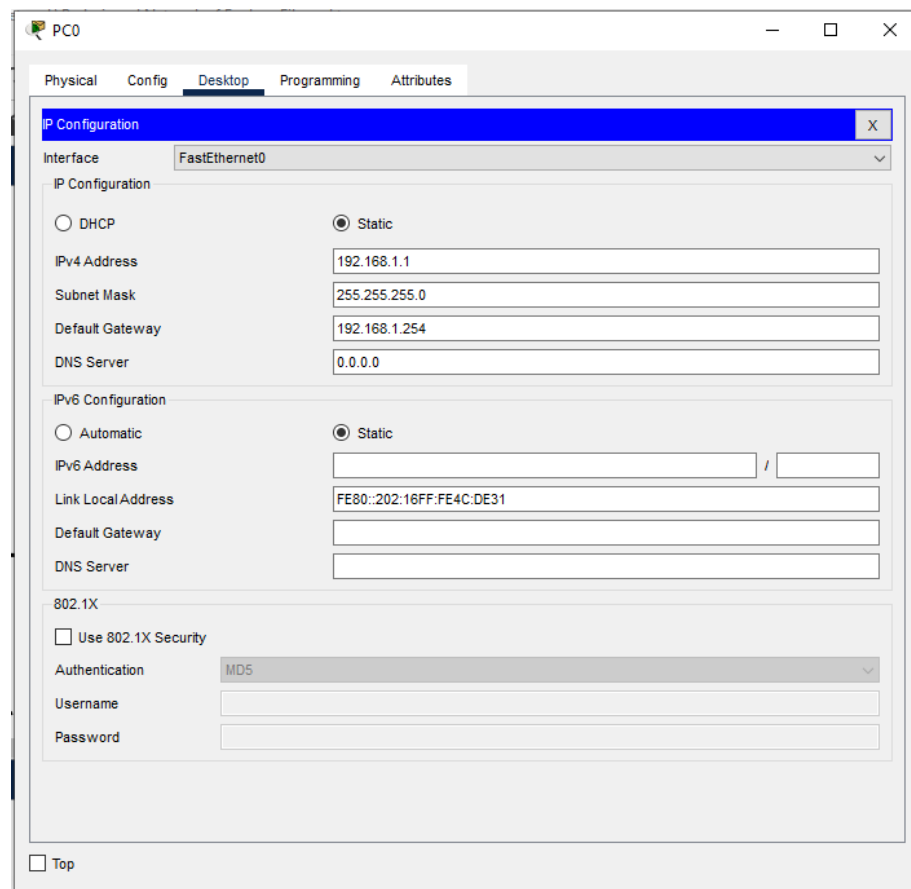 PC0
Physical Config Desktop Programming Attributes
IP Configuration X
Interface FastEthernet0
IP Configuration
DHCP Static
IPv4 Address 192.168.1.1
Subnet Mask 255.255.255.0
Default Gateway 192.168.1.254
DNS Server 0.0.0.0
IPv6 Configuration
Automatic Static
IPv6 Address /
Link Local Address FE80::202:16FF:FE4C:DE31
Default Gateway
DNS Server
802.1X
Use 802.1X Security
Authentication MD5
Username
Password
Top